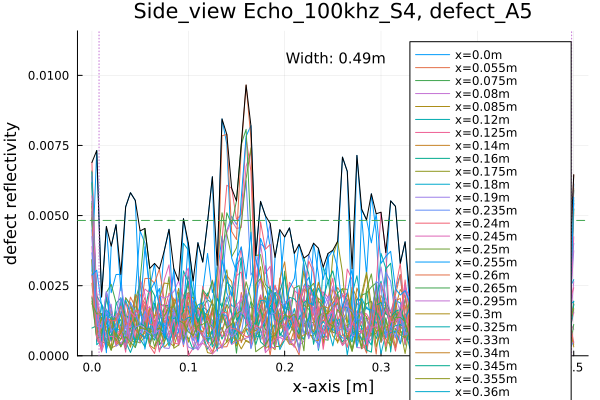 Side_view Echo_100khz_S4, defect_A5
Width: 0.49m
defect reflectivity
0.0100
0.0075
0.0050
0.0025
0.0000
0.0
0.1
0.2
0.3
.5
x-axis [m]
x=0.0m
x=0.055m
x=0.075m
x=0.08m
x=0.085m
x=0.12m
x=0.125m
x=0.14m
x=0.16m
x=0.175m
x=0.18m
x=0.19m
x=0.235m
x=0.24m
x=0.245m
x=0.25m
x=0.255m
x=0.26m
x=0.265m
x=0.295m
x=0.3m
x=0.325m
x=0.33m
x=0.34m
x=0.345m
x=0.355m
x=0.36m